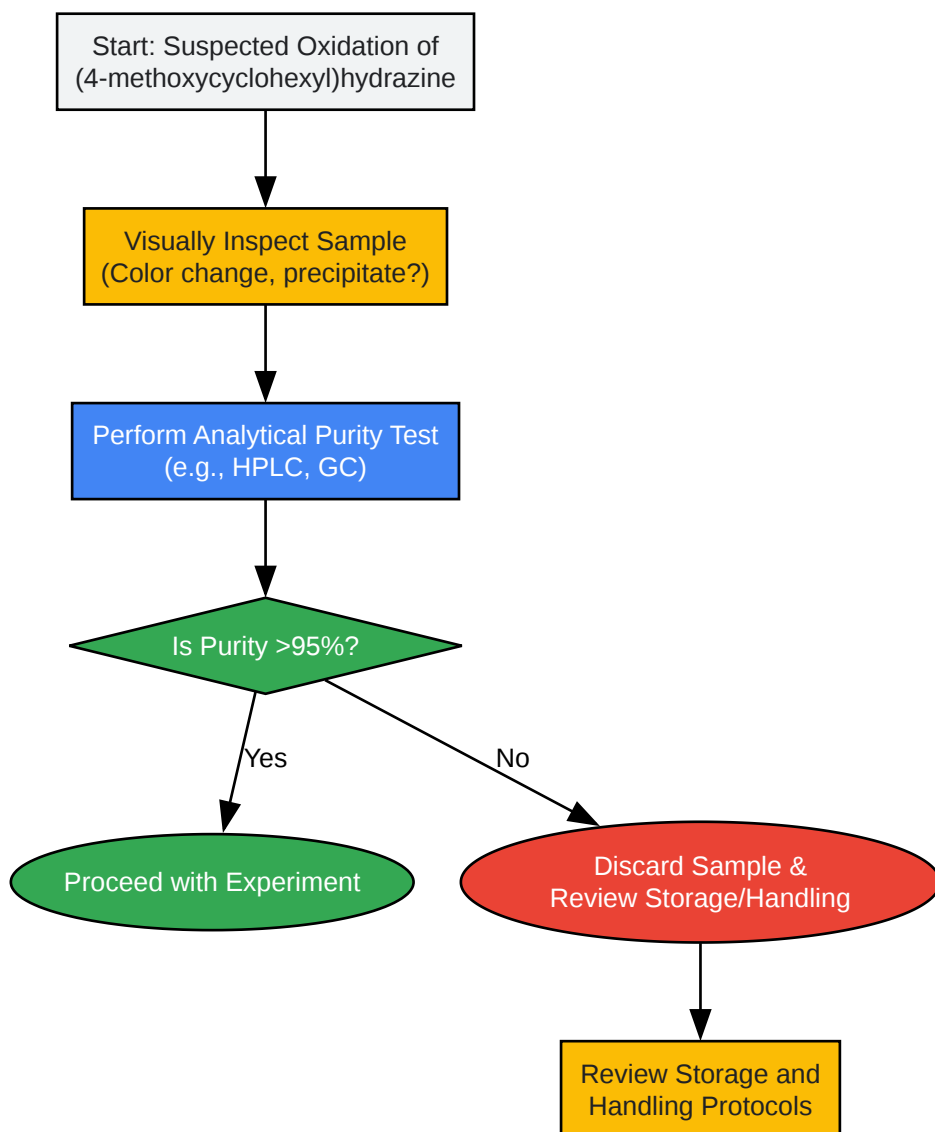 Start: Suspected Oxidation of
(4-methoxycyclohexyl)hydrazine
Visually Inspect Sample
(Color change, precipitate?)
Perform Analytical Purity Test
(e.g., HPLC, GC)
Is Purity >95%?
Yes
No
Proceed with Experiment
Discard Sample &
Review Storage/Handling
Review Storage and
Handling Protocols